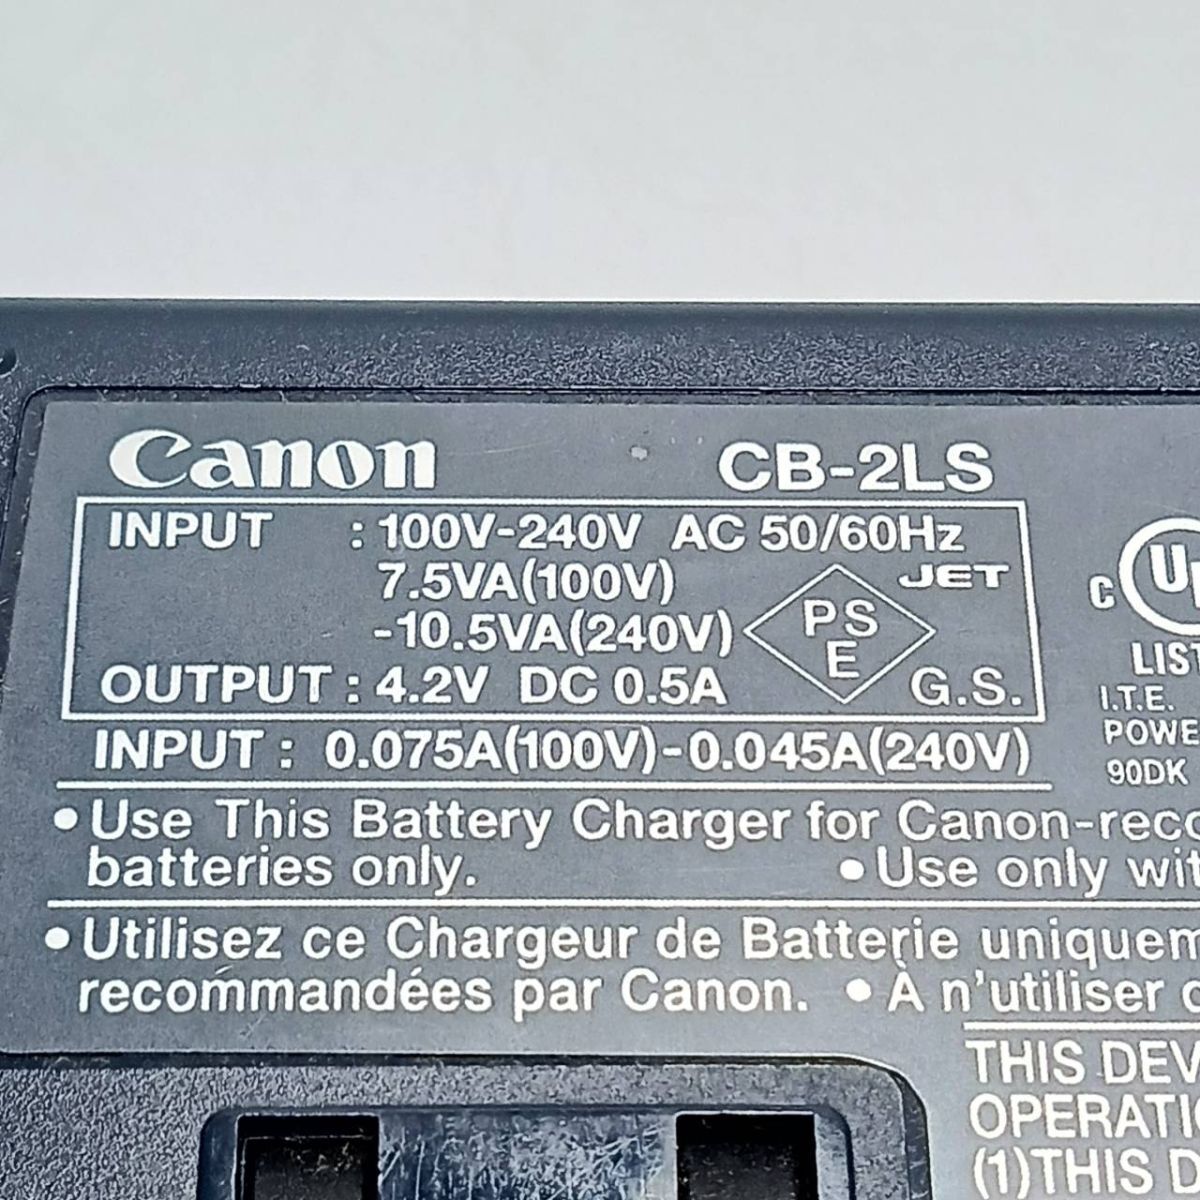 Canon CB-2LS
INPUT : 100V-240V AC 50/60Hz
7.5VA(100V) JET
-10.5VA(240V) PS
E
OUTPUT : 4.2V DC 0.5A G.S.
INPUT : 0.075A(100V)-0.045A(240V)
C U
LIST
I.T.E.
POWE
90DK
• Use This Battery Charger for Canon-reco
batteries only. • Use only wit
• Utilisez ce Chargeur de Batterie uniquem
recommandées par Canon. • À n'utiliser
THIS DEV
OPERATI
(1)THIS D